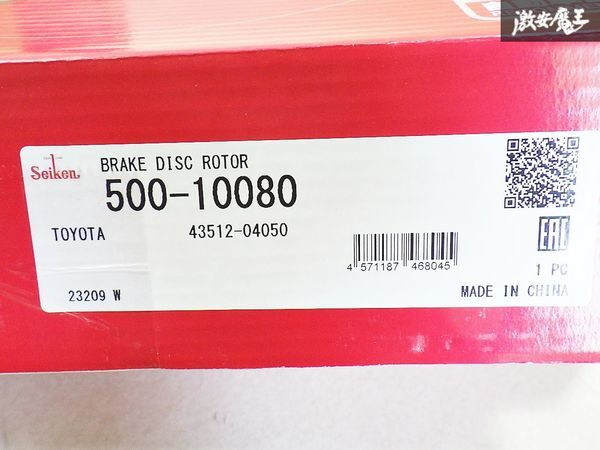 激安魔王
Seiken
BRAKE DISC ROTOR
500-10080
TOYOTA 43512-04050
4 571187 468045
EAC
1 PC
23209 W
MADE IN CHINA